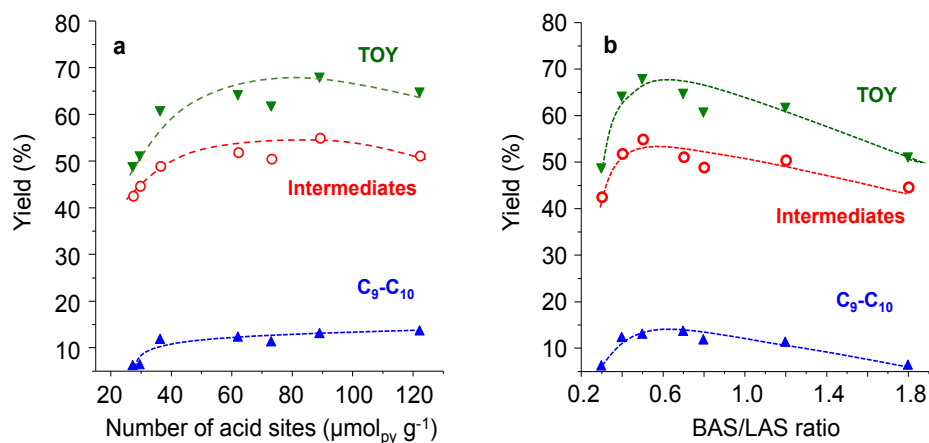 a
TOY
Intermediates
C₉-C₁₀
Yield (%)
80
70
60
50
40
30
20
10
20 40 60 80 100 120
Number of acid sites (µmol_py g⁻¹)
b
TOY
Intermediates
C₉-C₁₀
Yield (%)
80
70
60
50
40
30
20
10
0.2 0.6 1.0 1.4 1.8
BAS/LAS ratio